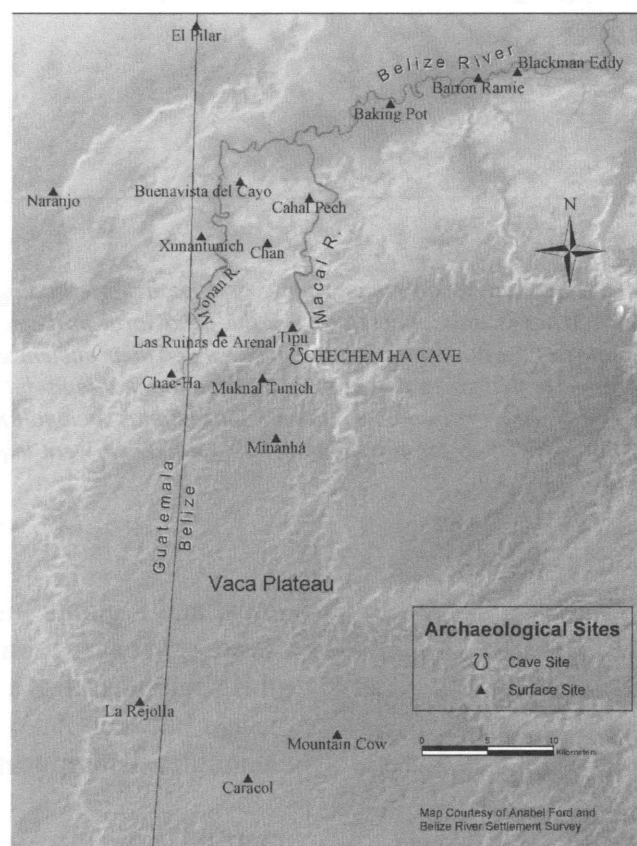 El Pilar
Belize River
Blackman Eddy
Barton Ramie
Baking Pot
Naranjo
Buenavista del Cayo
Cahal Pech
N
Xunantunich
Chan
Mopan R.
Macal R.
Las Ruinas de Arenal
Tipu
CHECHEM HA CAVE
Chac-Ha
Muknal Tunich
Minanhá
Guatemala
Belize
Vaca Plateau
Archaeological Sites
Cave Site
Surface Site
La Rejolla
Mountain Cow
0 5 10
Kilometers
Caracol
Map Courtesy of Anabel Ford and
Belize River Settlement Survey